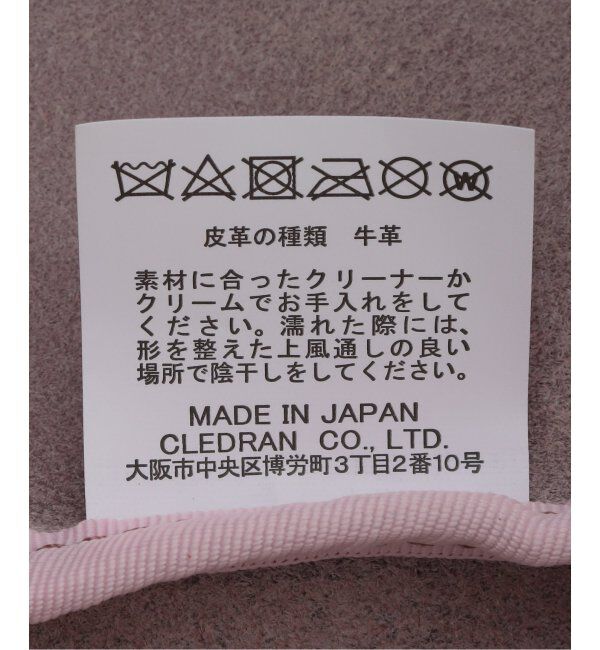 W
皮革の種類　牛革
素材に合ったクリーナーか
クリームでお手入れをして
ください。濡れた際には、
形を整えた上風通しの良い
場所で陰干しをしてください。
MADE IN JAPAN
CLEDRAN CO., LTD.
大阪市中央区博労町3丁目2番10号